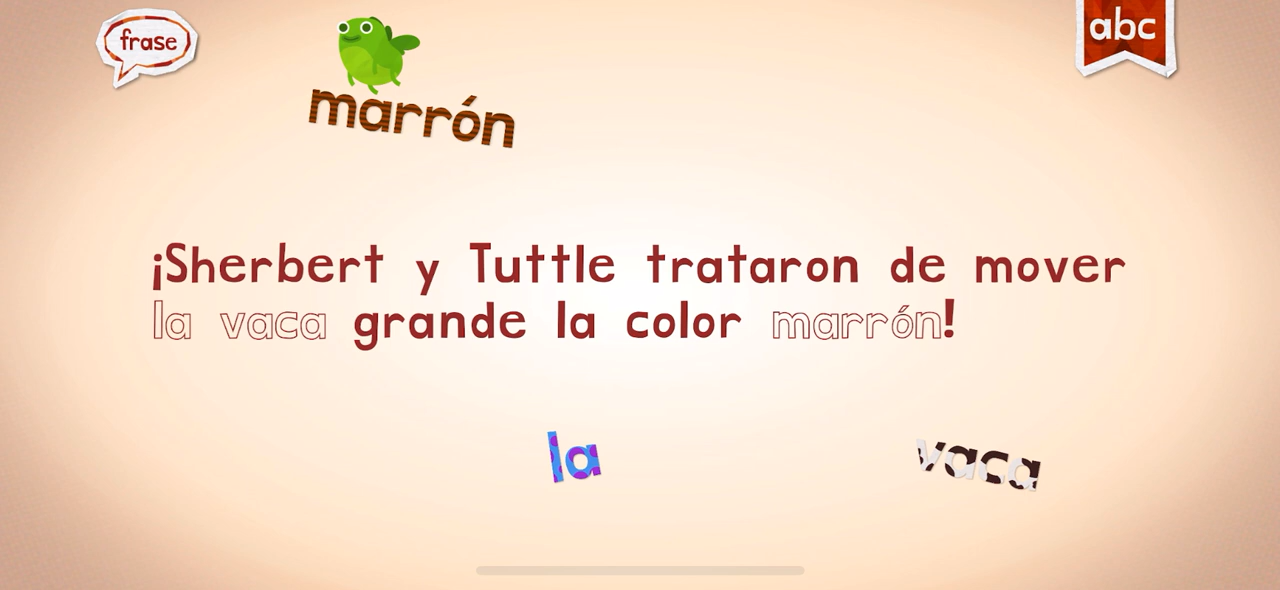 frase
abc
marrón
¡Sherbert y Tuttle trataron de mover
la vaca grande la color marrón!
la
vaca